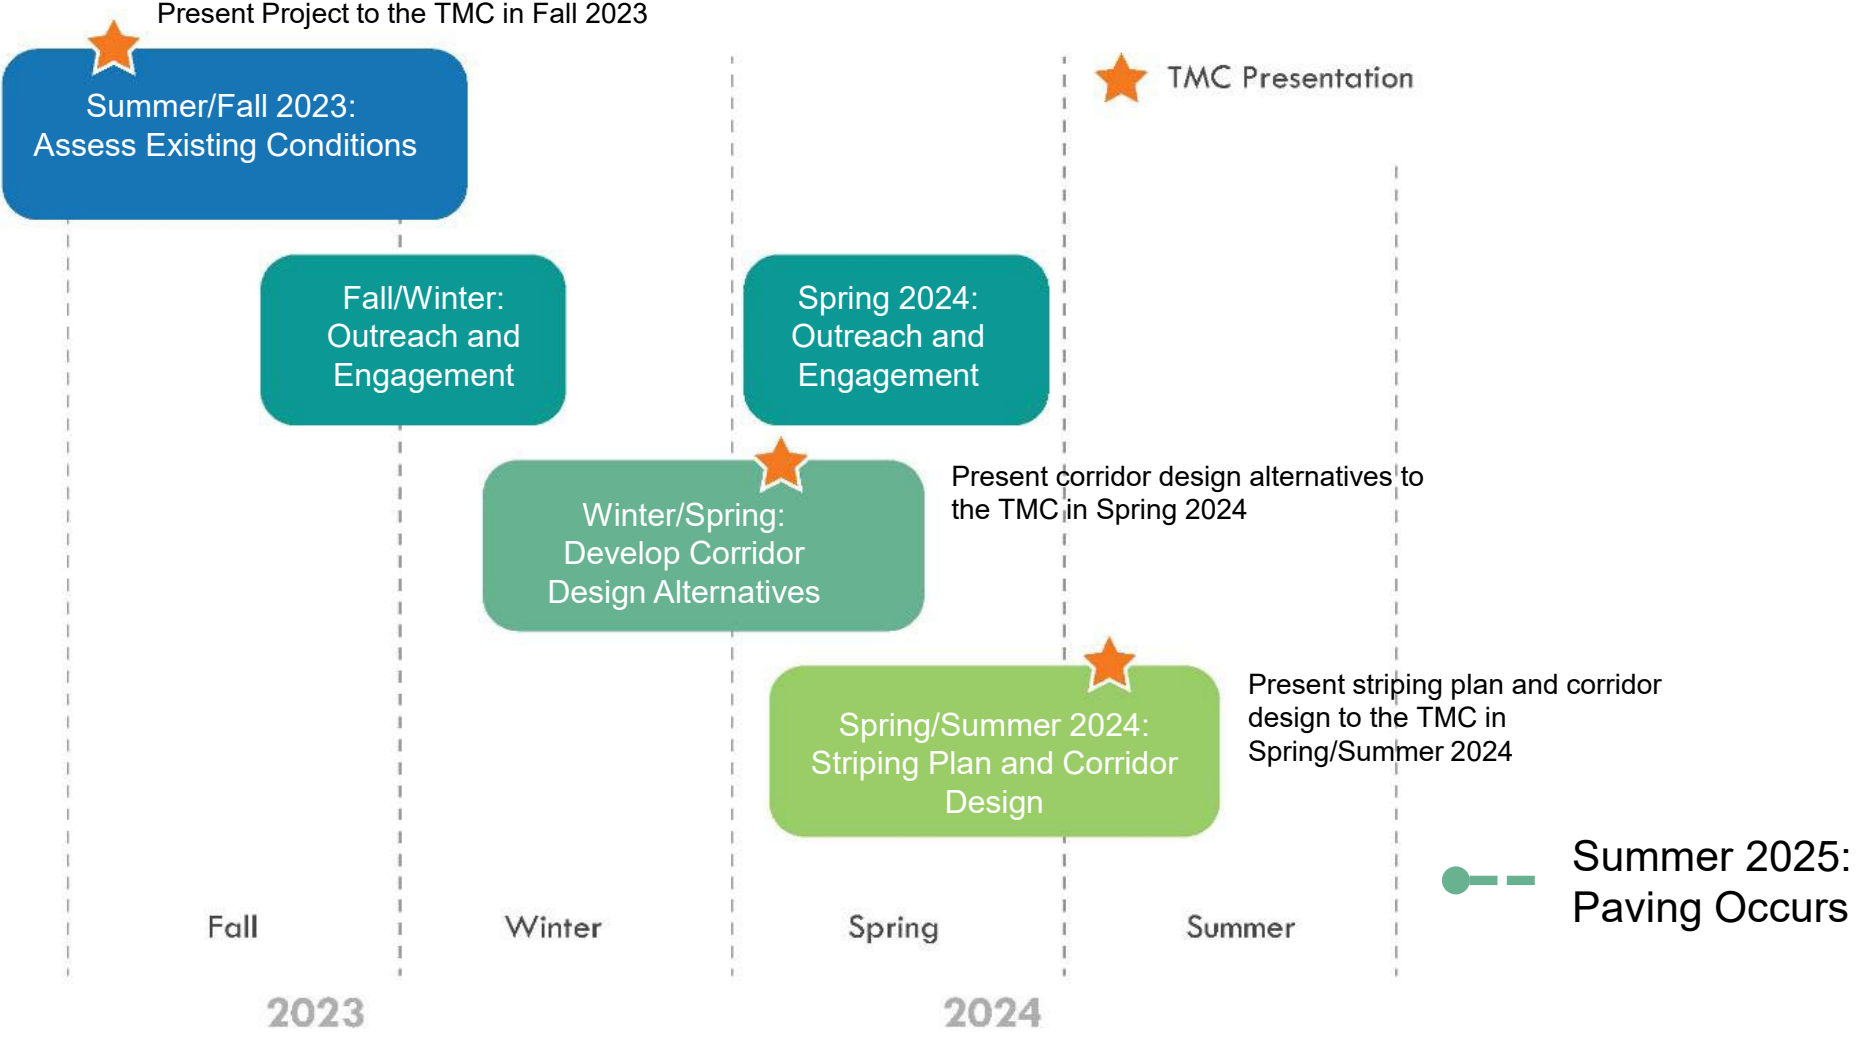 Present Project to the TMC in Fall 2023
TMC Presentation
Summer/Fall 2023:
Assess Existing Conditions
Fall/Winter:
Outreach and
Engagement
Spring 2024:
Outreach and
Engagement
Winter/Spring:
Develop Corridor
Design Alternatives
Present corridor design alternatives to
the TMC in Spring 2024
Spring/Summer 2024:
Striping Plan and Corridor
Design
Present striping plan and corridor
design to the TMC in
Spring/Summer 2024
Summer 2025:
Paving Occurs
Fall
Winter
Spring
Summer
2023
2024